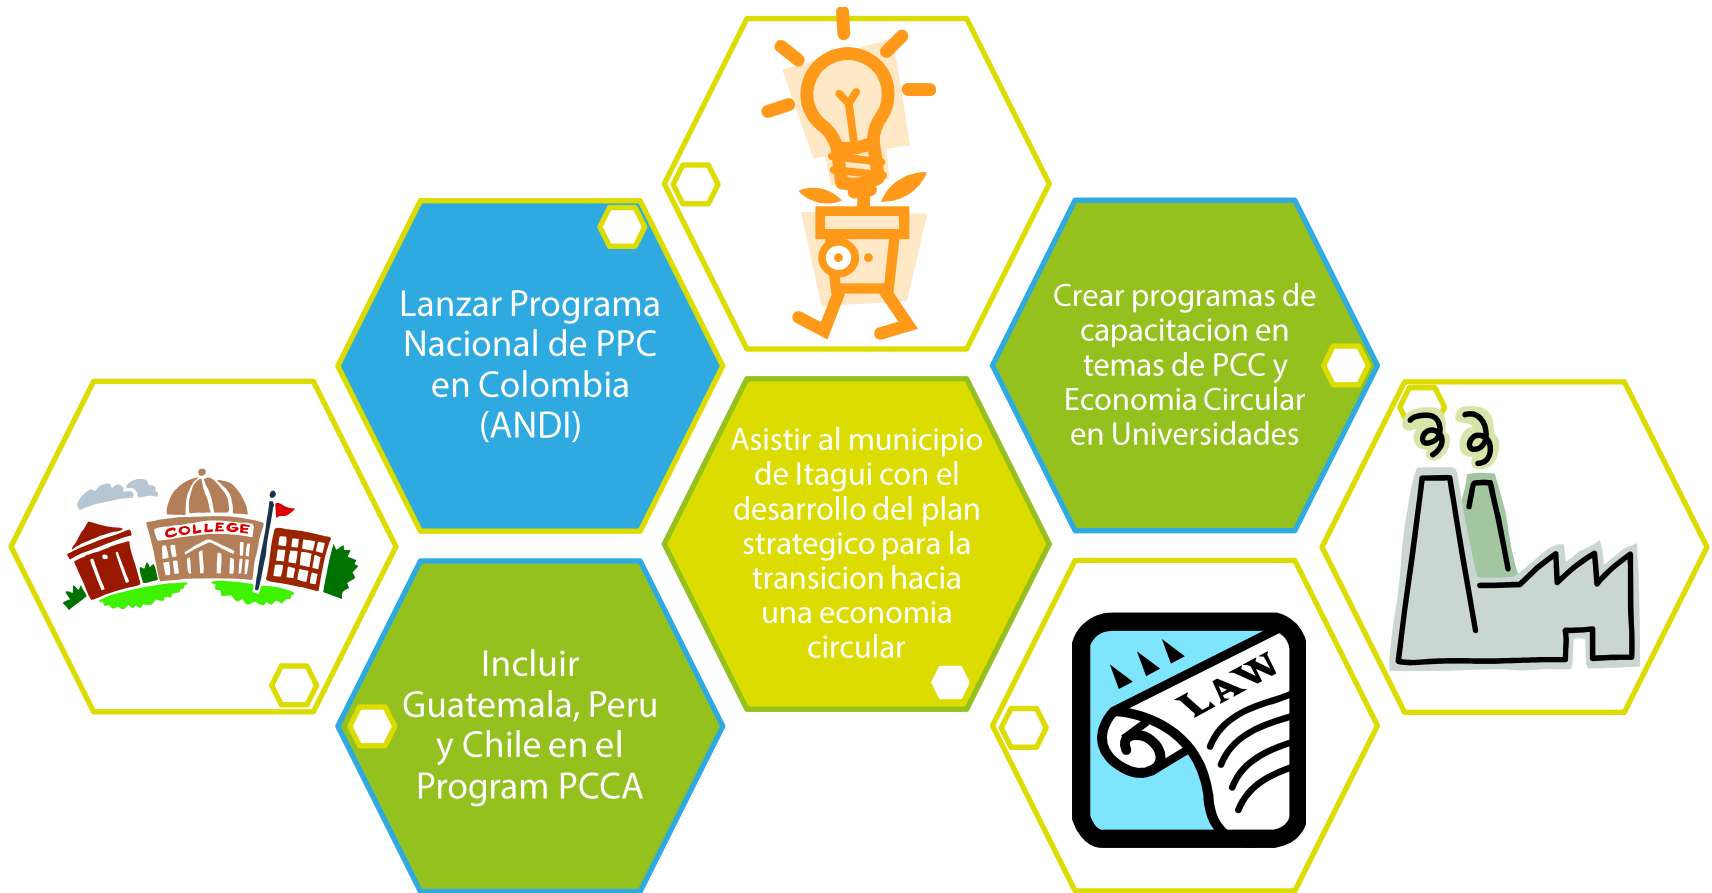 Lanzar Programa
Nacional de PPC
en Colombia
(ANDI)
Crear programas de
capacitacion en
temas de PCC y
Economia Circular
en Universidades
Asistir al municipio
de Itagui con el
desarrollo del plan
strategico para la
transicion hacia
una economia
circular
COLLEGE
Incluir
Guatemala, Peru
y Chile en el
Program PCCA
LAW